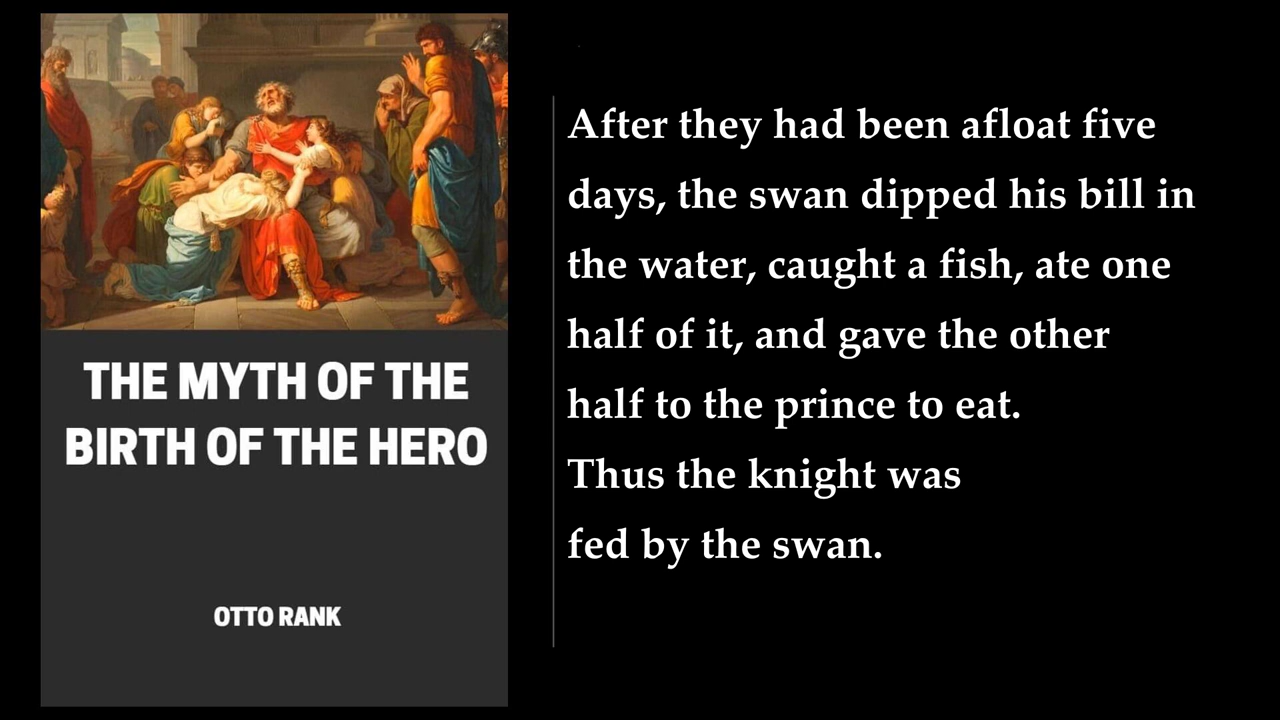 THE MYTH OF THE
BIRTH OF THE HERO
OTTO RANK
After they had been afloat five
days, the swan dipped his bill in
the water, caught a fish, ate one
half of it, and gave the other
half to the prince to eat.
Thus the knight was
fed by the swan.